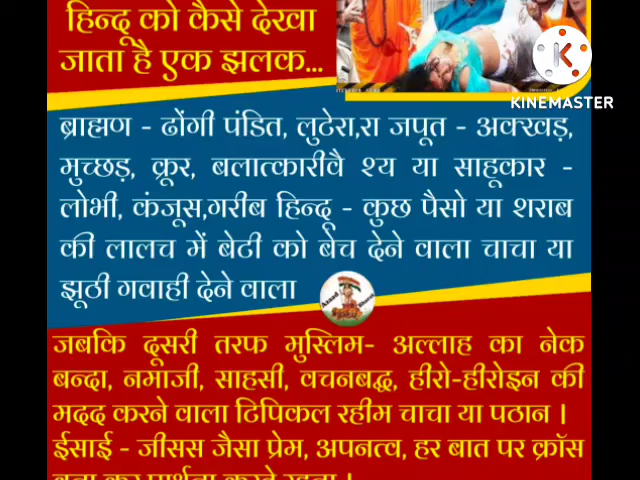 हिन्दू को कैसे देखा
जाता है एक झलक...
KINEMASTER
ब्राह्मण - ढोंगी पंडित, लुटेरा,रा जपूत - अक्खड़,
मुच्छड़, क्रूर, बलात्कारीवै श्य या साहूकार -
लोभी, कंजूस,गरीब हिन्दू - कुछ पैसो या शराब
की लालच में बेटी को बेच देने वाला चाचा या
झूठी गवाही देने वाला
जबकि दूसरी तरफ मुस्लिम- अल्लाह का नेक
बन्दा, नमाजी, साहसी, वचनबद्ध, हीरो-हीरोइन की
मदद करने वाला टिपिकल रहीम चाचा या पठान ।
ईसाई - जीसस जैसा प्रेम, अपनत्व, हर बात पर क्रॉस